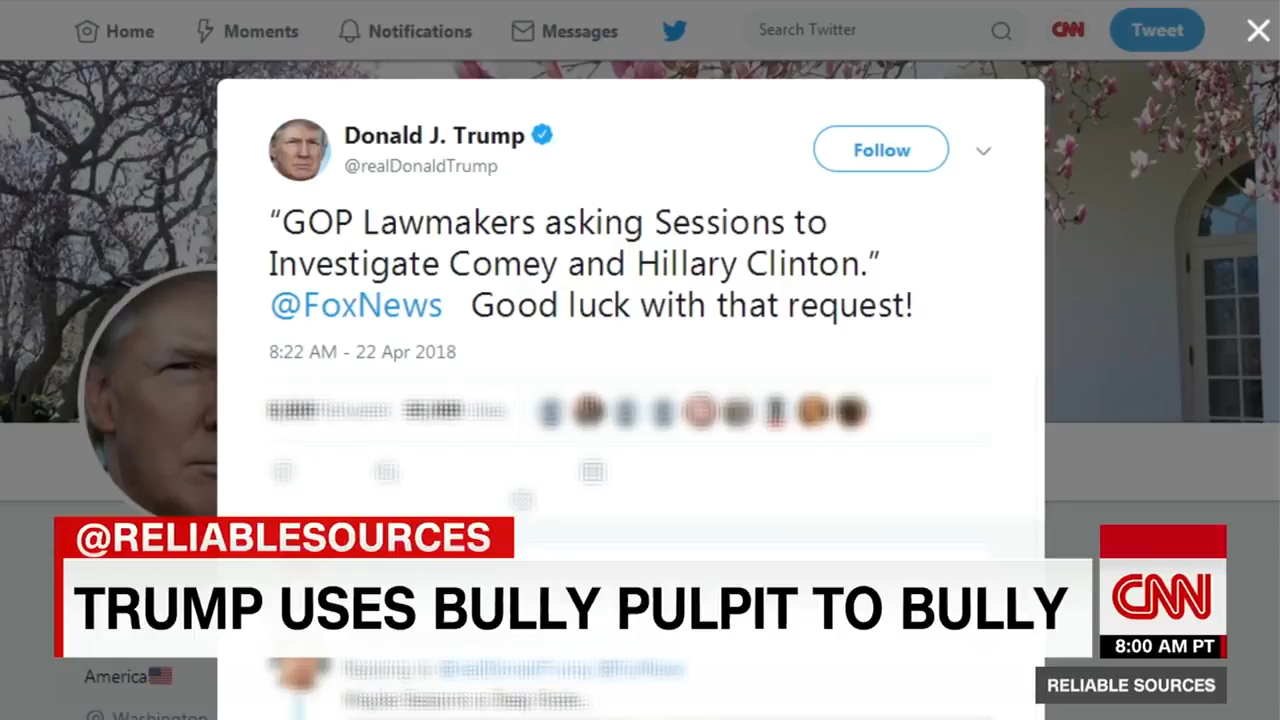 Home Moments Notifications Messages Search Twitter CNN Tweet
Donald J. Trump
@realDonaldTrump
Follow
“GOP Lawmakers asking Sessions to
Investigate Comey and Hillary Clinton.”
@FoxNews Good luck with that request!
8:22 AM - 22 Apr 2018
@RELIABLESOURCES
TRUMP USES BULLY PULPIT TO BULLY
CNN
8:00 AM PT
RELIABLE SOURCES
America
Washington